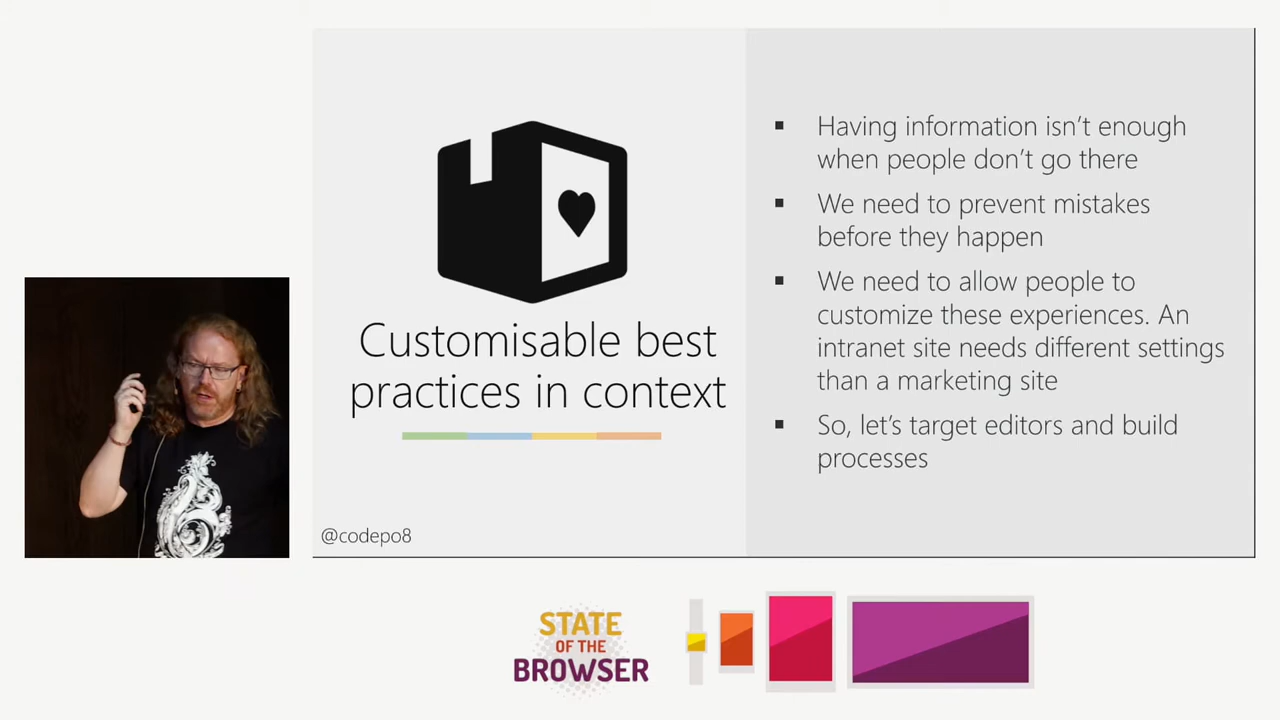 Customisable best
practices in context
@codepo8
▪ Having information isn’t enough
when people don’t go there
▪ We need to prevent mistakes
before they happen
▪ We need to allow people to
customize these experiences. An
intranet site needs different settings
than a marketing site
▪ So, let’s target editors and build
processes
STATE
OF THE
BROWSER